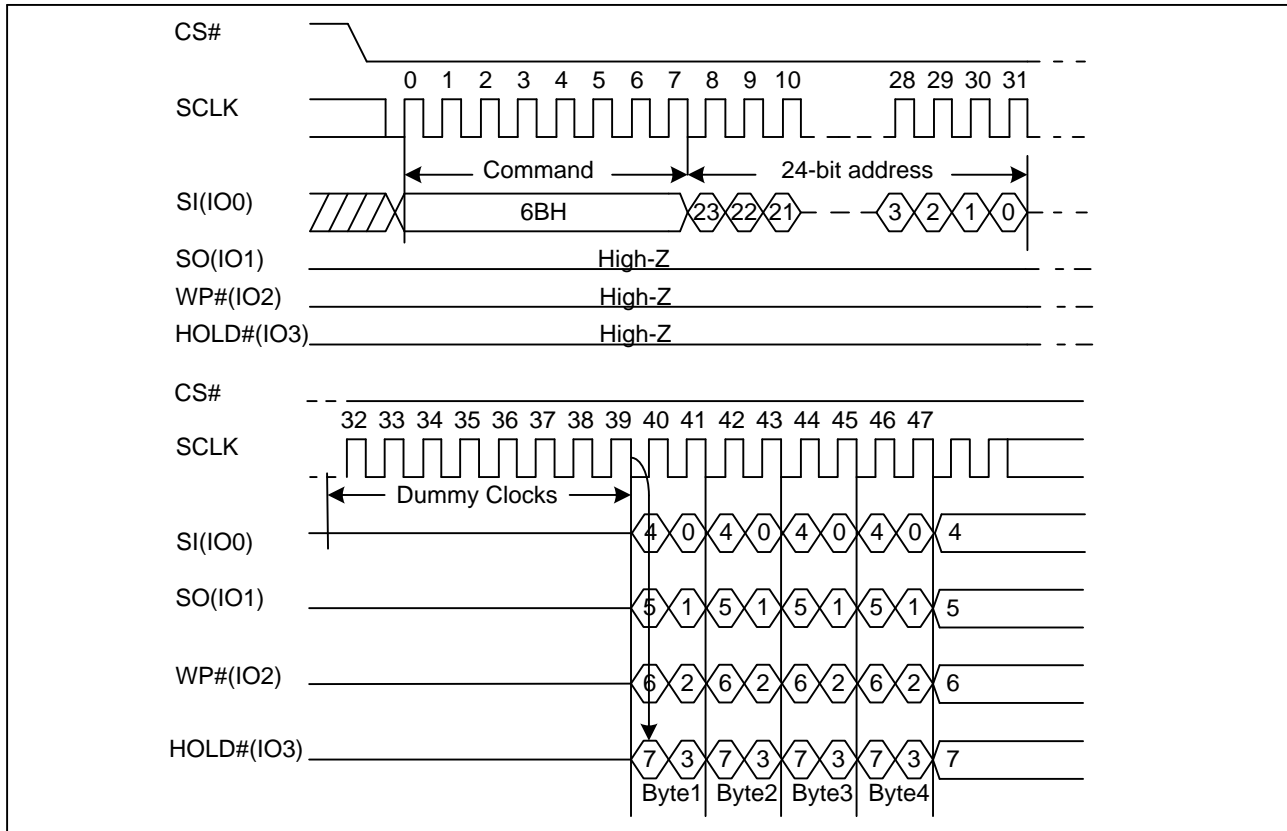 CS#
0 1 2 3 4 5 6 7 8 9 10 28 29 30 31
SCLK
Command 24-bit address
SI(IO0) 6BH 23 22 21 3 2 1 0
SO(IO1) High-Z
WP#(IO2) High-Z
HOLD#(IO3) High-Z
CS#
32 33 34 35 36 37 38 39 40 41 42 43 44 45 46 47
SCLK
Dummy Clocks
SI(IO0) 4 0 4 0 4 0 4 0 4
SO(IO1) 5 1 5 1 5 1 5 1 5
WP#(IO2) 6 2 6 2 6 2 6 2 6
HOLD#(IO3) 7 3 7 3 7 3 7 3 7
Byte1 Byte2 Byte3 Byte4